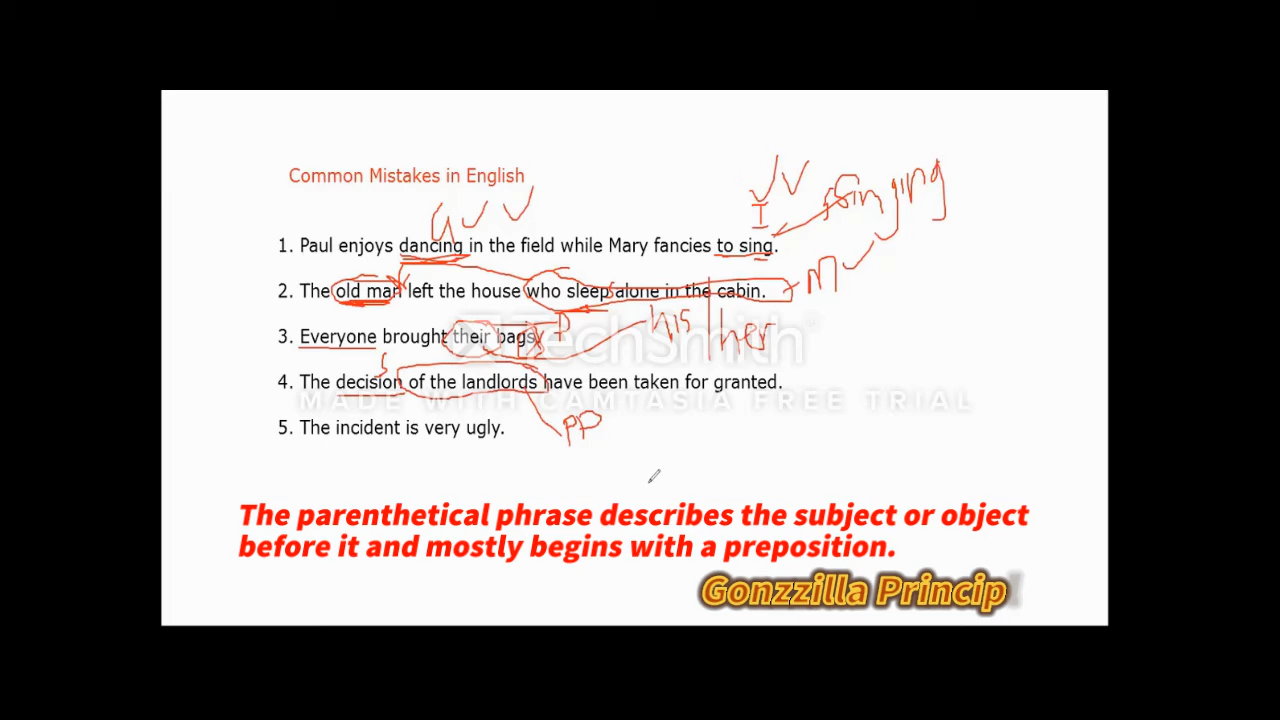 Common Mistakes in English
G
I
singing
1. Paul enjoys dancing in the field while Mary fancies to sing.
2. The old man left the house who sleep alone in the cabin.
s
M
3. Everyone brought their bags.
P
his her
TechSmith
s
4. The decision of the landlords have been taken for granted.
MADE WITH CAMTASIA FREE TRIAL
5. The incident is very ugly.
PP
The parenthetical phrase describes the subject or object
before it and mostly begins with a preposition.
Gonzzilla Princip